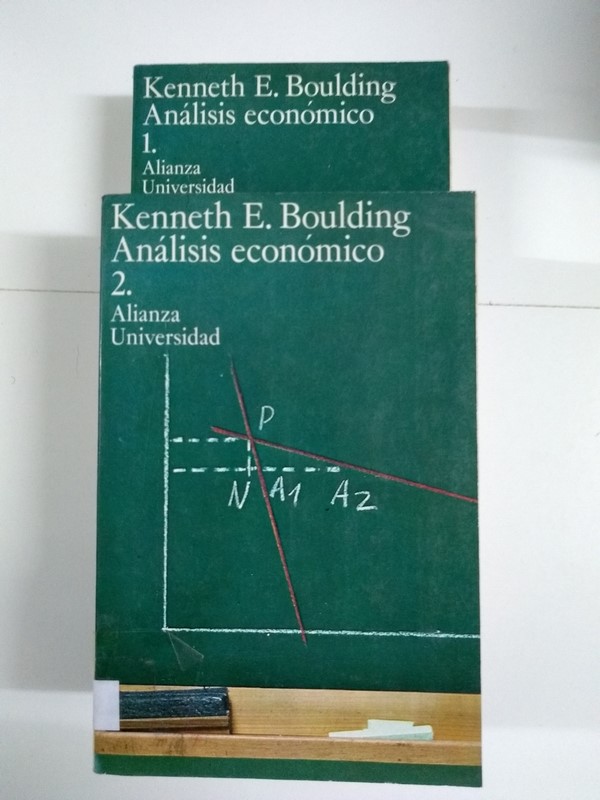 Kenneth E. Boulding
Análisis económico
1.
Alianza
Universidad
Kenneth E. Boulding
Análisis económico
2.
Alianza
Universidad
P
N A1 A2